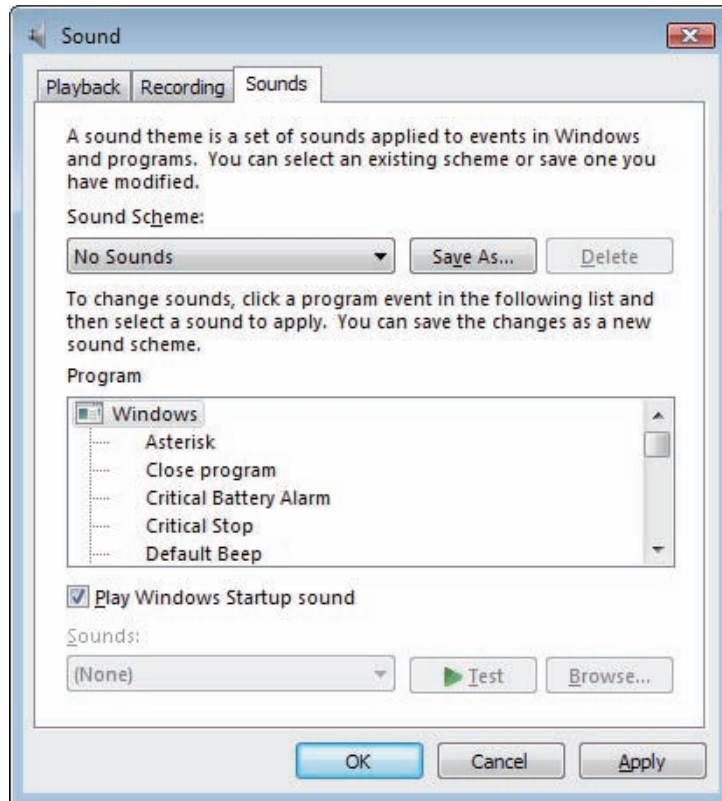 Sound
Playback Recording Sounds
A sound theme is a set of sounds applied to events in Windows
and programs.  You can select an existing scheme or save one you
have modified.
Sound Scheme:
No Sounds Save As... Delete
To change sounds, click a program event in the following list and
then select a sound to apply.  You can save the changes as a new
sound scheme.
Program
Windows
Asterisk
Close program
Critical Battery Alarm
Critical Stop
Default Beep
Play Windows Startup sound
Sounds:
(None) Test Browse...
OK Cancel Apply